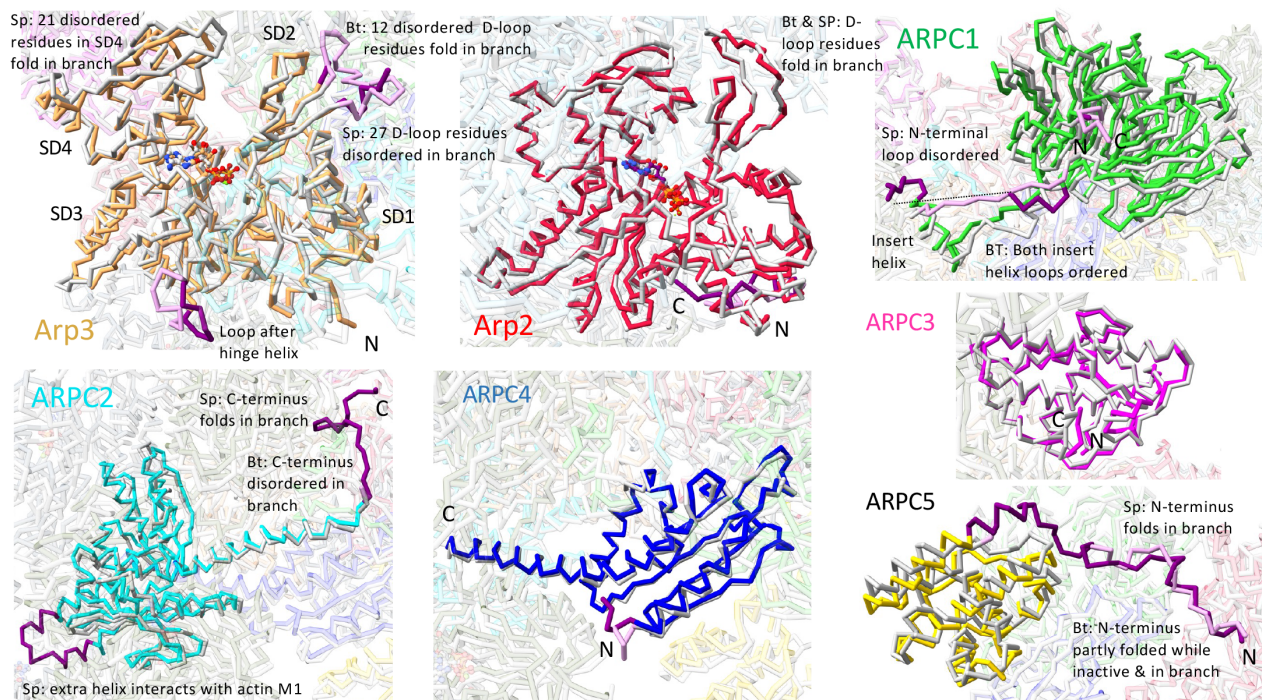 Sp: 21 disordered
residues in SD4
fold in branch
SD2
Bt: 12 disordered D-loop
residues fold in branch
Sp: 27 D-loop residues
disordered in branch
SD4
SD3
SD1
Arp3
Loop after
hinge helix
N
Bt & SP: D-
loop residues
fold in branch
Arp2
C
N
ARPC1
Sp: N-terminal
loop disordered
N
C
Insert
helix
BT: Both insert
helix loops ordered
ARPC3
C
N
ARPC2
Sp: C-terminus
folds in branch
C
Bt: C-terminus
disordered in
branch
Sp: extra helix interacts with actin M1
ARPC4
C
N
ARPC5
Sp: N-terminus
folds in branch
Bt: N-terminus
partly folded while
inactive & in branch
N